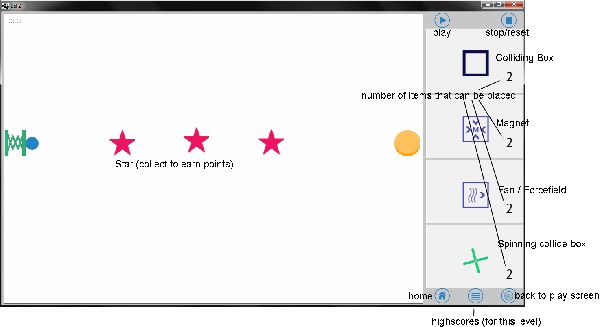 play
stop/reset
Colliding Box
2
number of items that can be placed
Magnet
2
Star (collect to earn points)
Fan / Forcefield
2
Spinning collide box
2
home
back to play screen
highscores (for this level)